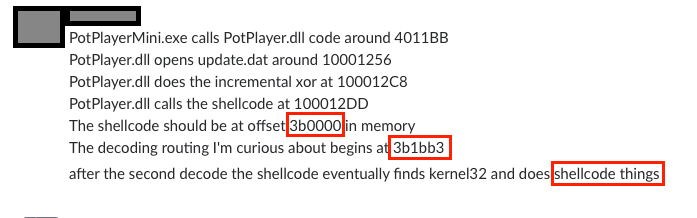 PotPlayerMini.exe calls PotPlayer.dll code around 4011BB
PotPlayer.dll opens update.dat around 10001256
PotPlayer.dll does the incremental xor at 100012C8
PotPlayer.dll calls the shellcode at 100012DD
The shellcode should be at offset 3b0000 in memory
The decoding routing I'm curious about begins at 3b1bb3
after the second decode the shellcode eventually finds kernel32 and does shellcode things